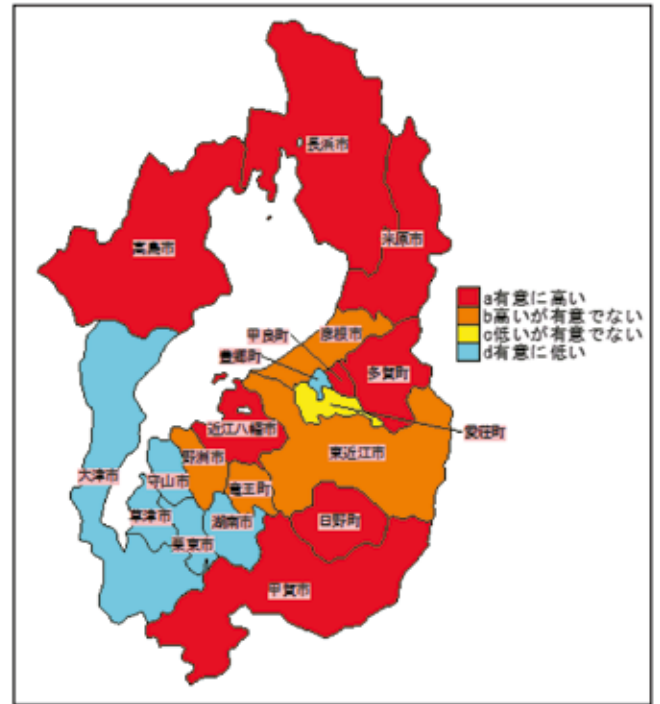 長浜市
高島市
米原市
a有意に高い
b高いが有意でない
c低いが有意でない
d有意に低い
甲良町
彦根市
豊郷町
多賀町
近江八幡市
愛荘町
野洲市
東近江市
大津市
守山市
竜王町
草津市
湖南市
日野町
栗東市
甲賀市